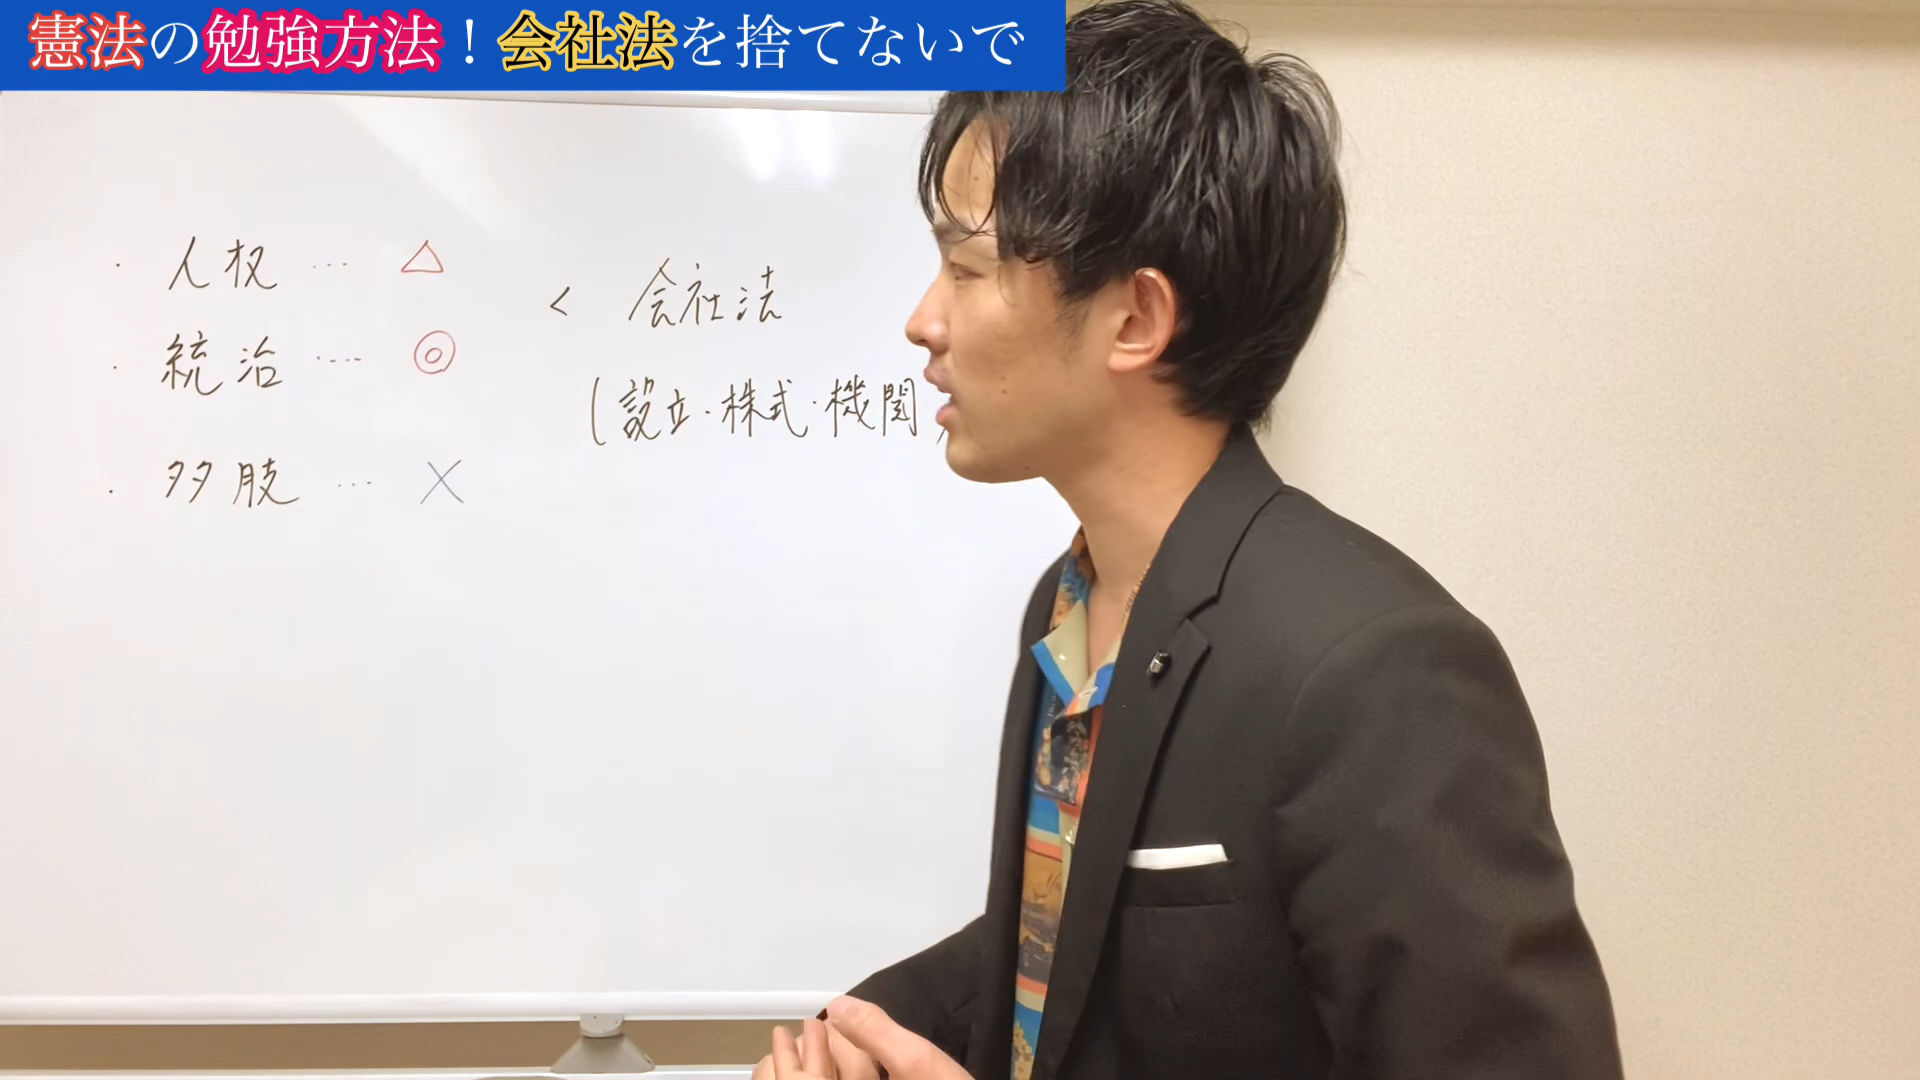 憲法の勉強方法！会社法を捨てないで
・人权 … △
・統治 … ◎
・多肢 … ×
< 会社法
(設立・株式・機関)